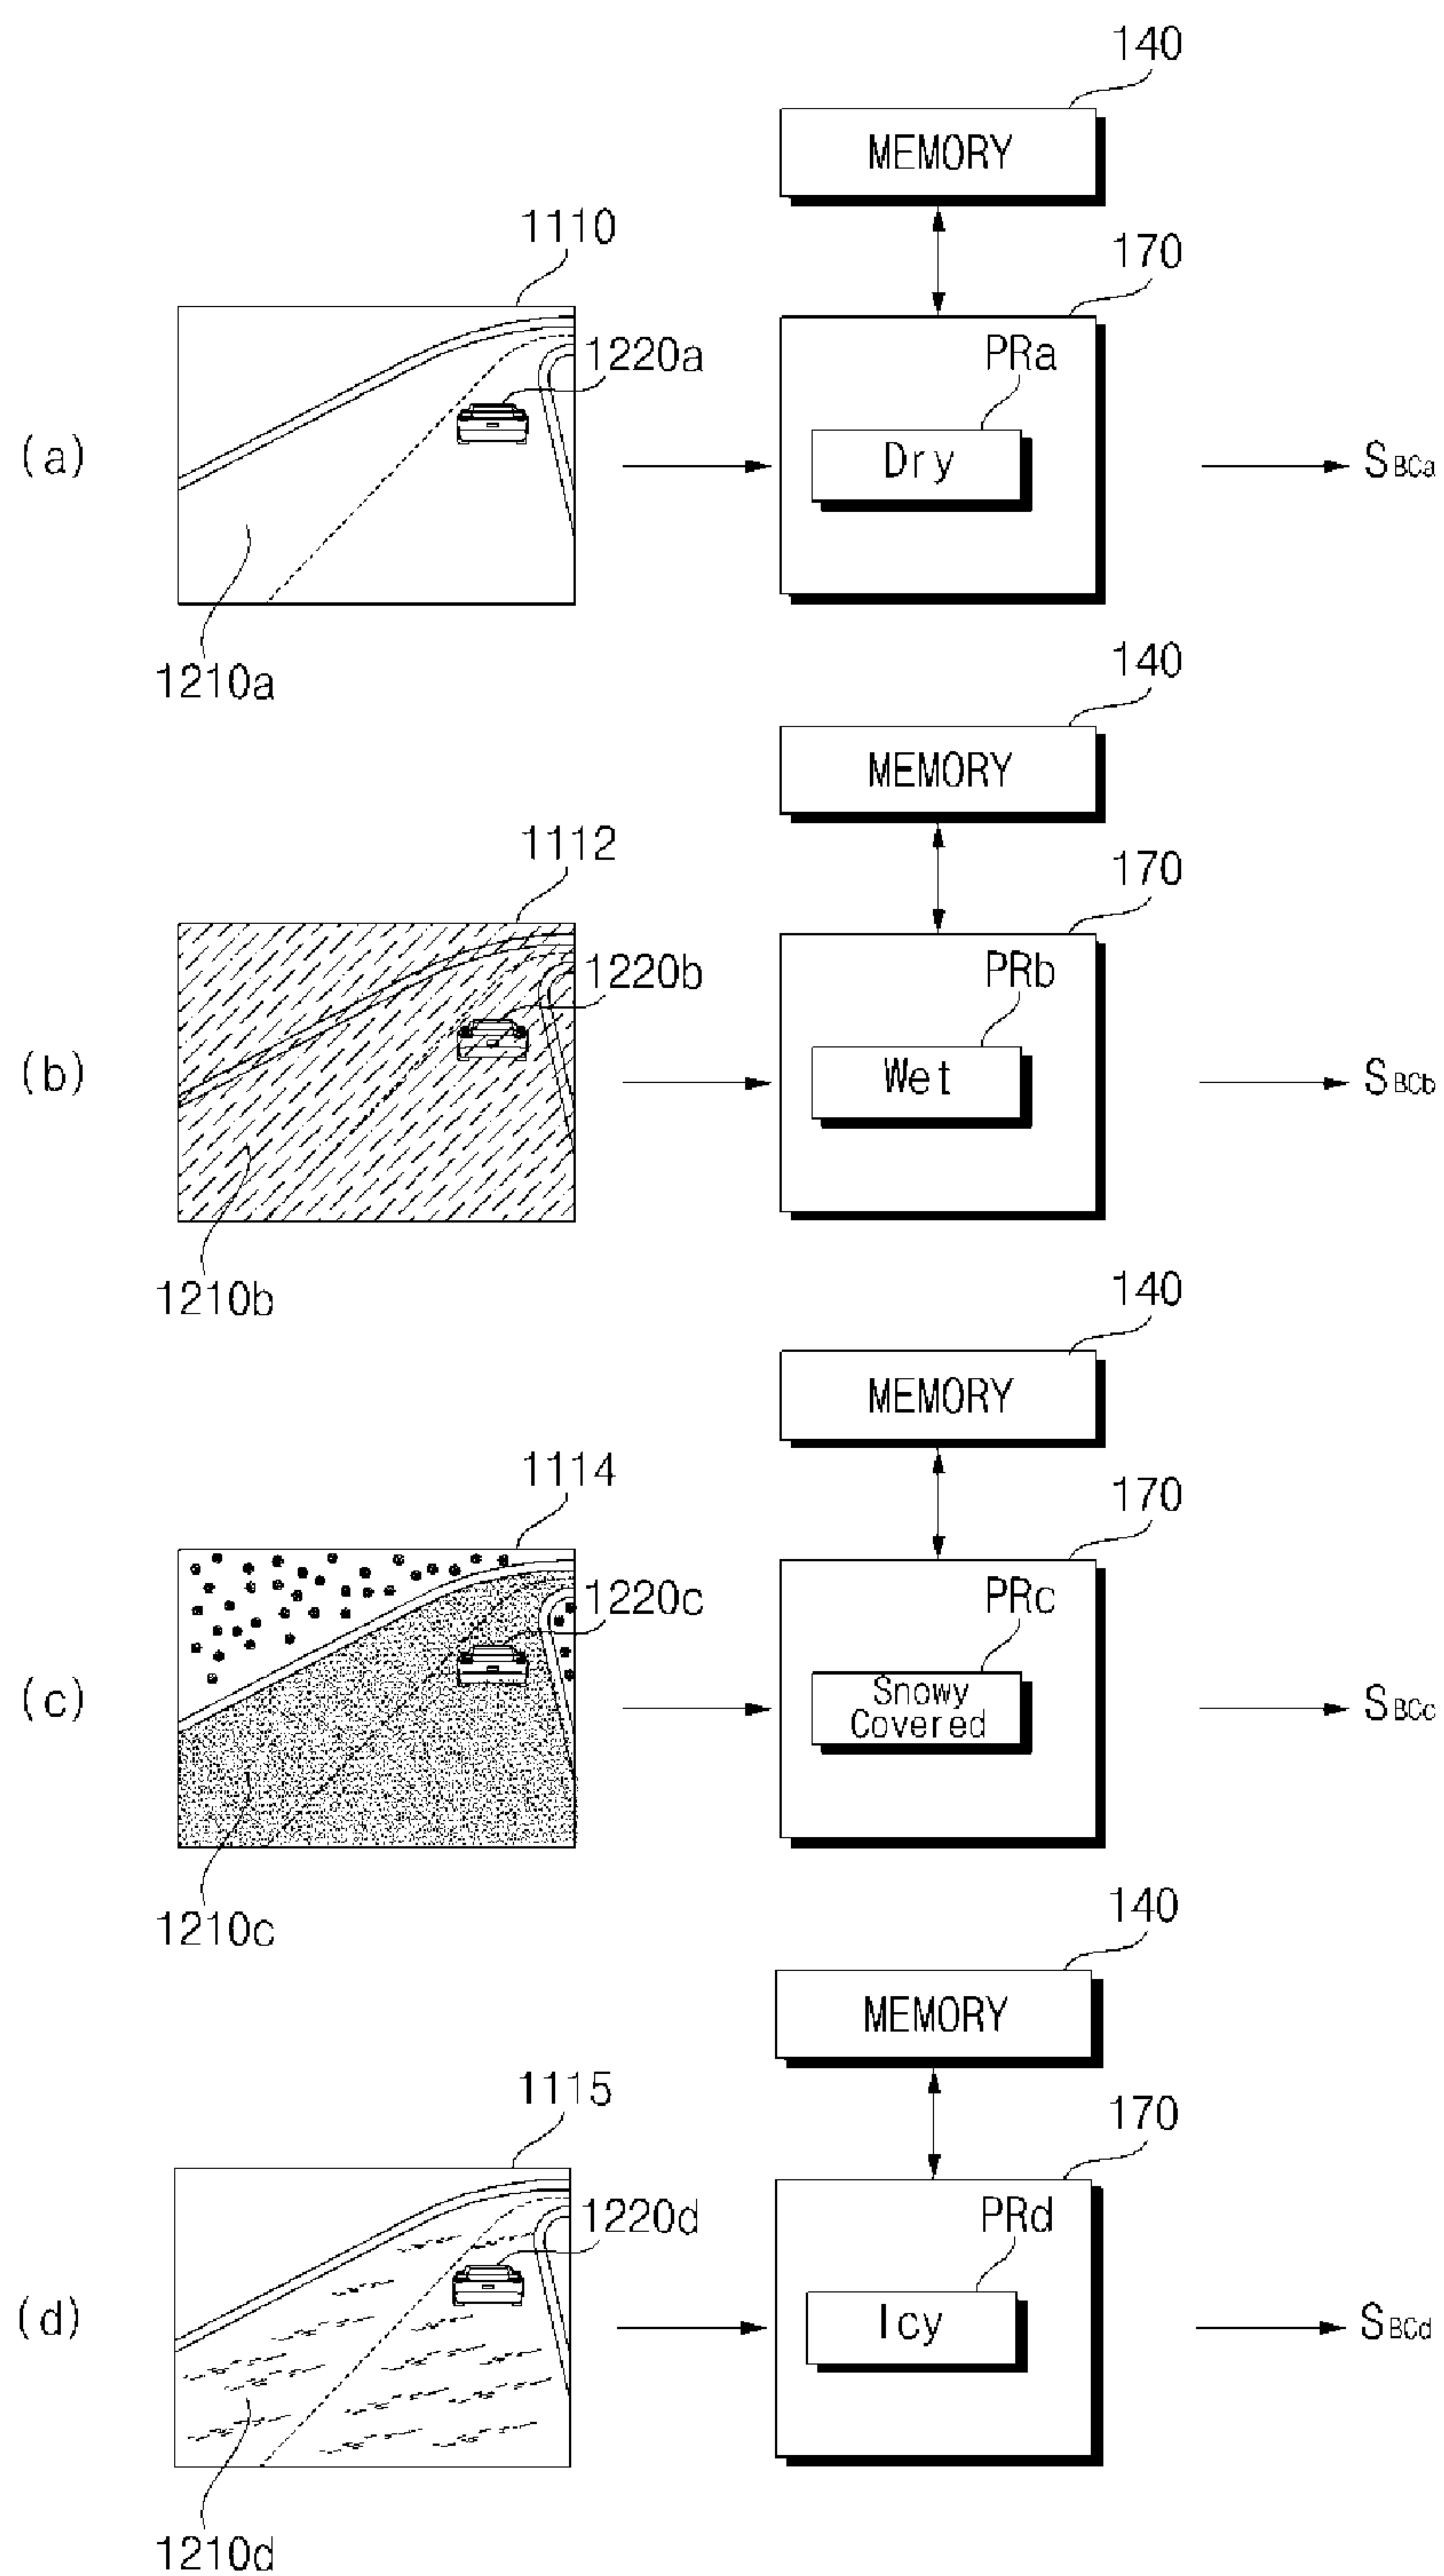 140
MEMORY
1110
170
1220a
PRa
(a)
Dry
SBCa
1210a
140
MEMORY
1112
170
1220b
PRb
(b)
Wet
SBCb
1210b
140
MEMORY
1114
170
1220c
PRc
(c)
Snowy
Covered
SBCc
1210c
140
MEMORY
1115
170
1220d
PRd
(d)
Icy
SBCd
1210d